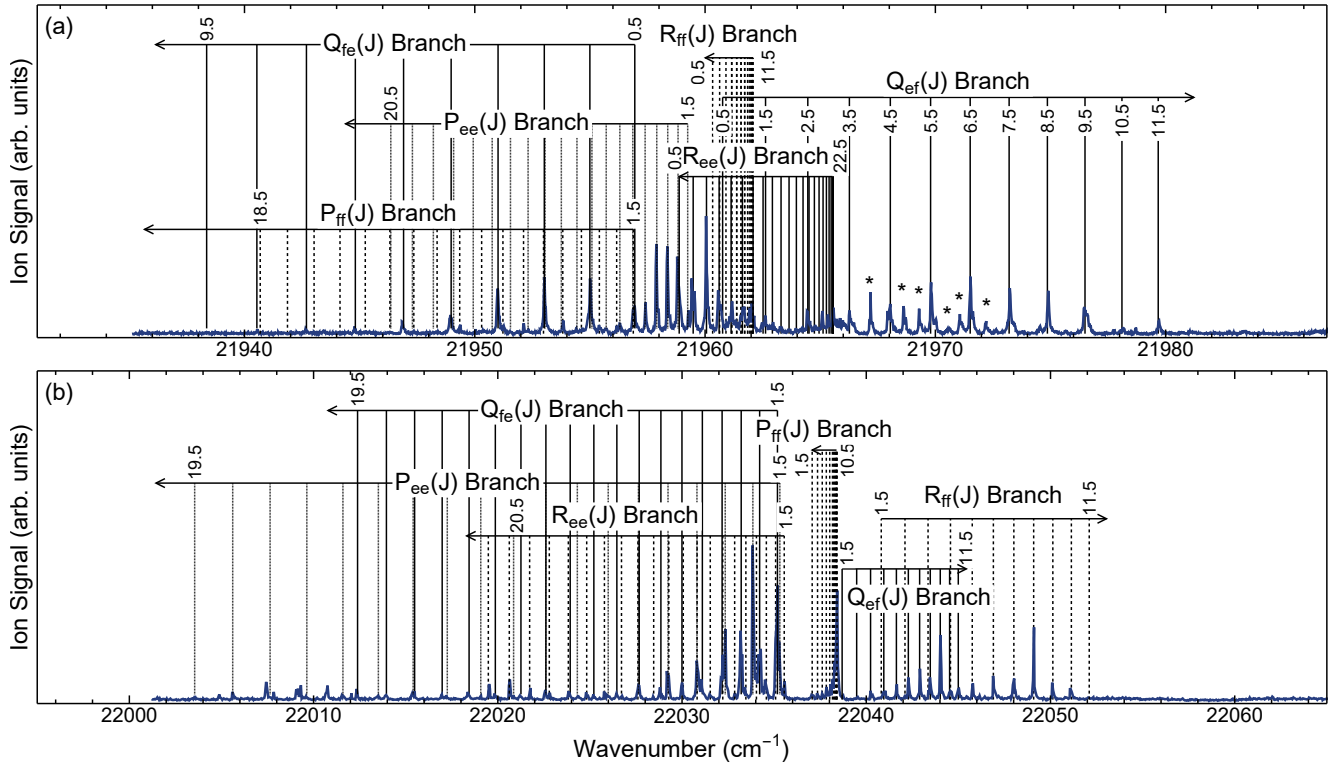 (a)
9.5
Q_fe(J) Branch
0.5
R_ff(J) Branch
0.5
11.5
Q_ef(J) Branch
20.5
P_ee(J) Branch
1.5
0.5
1.5
2.5
3.5
4.5
5.5
6.5
7.5
8.5
9.5
10.5
11.5
0.5
R_ee(J) Branch
22.5
18.5
P_ff(J) Branch
1.5
* * * * * *
Ion Signal (arb. units)
21940 21950 21960 21970 21980
(b)
19.5
Q_fe(J) Branch
1.5
P_ff(J) Branch
1.5
10.5
19.5
P_ee(J) Branch
1.5
R_ff(J) Branch
1.5
11.5
20.5
R_ee(J) Branch
1.5
1.5
11.5
Q_ef(J) Branch
Ion Signal (arb. units)
22000 22010 22020 22030 22040 22050 22060
Wavenumber (cm⁻¹)